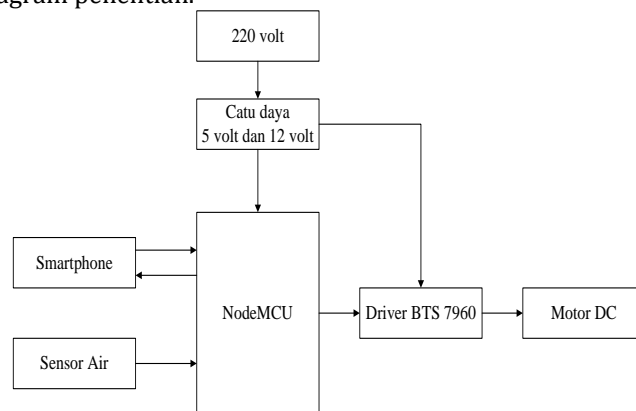 agram penelitian.
220 volt
Catu daya
5 volt dan 12 volt
Smartphone
NodeMCU
Driver BTS 7960
Motor DC
Sensor Air